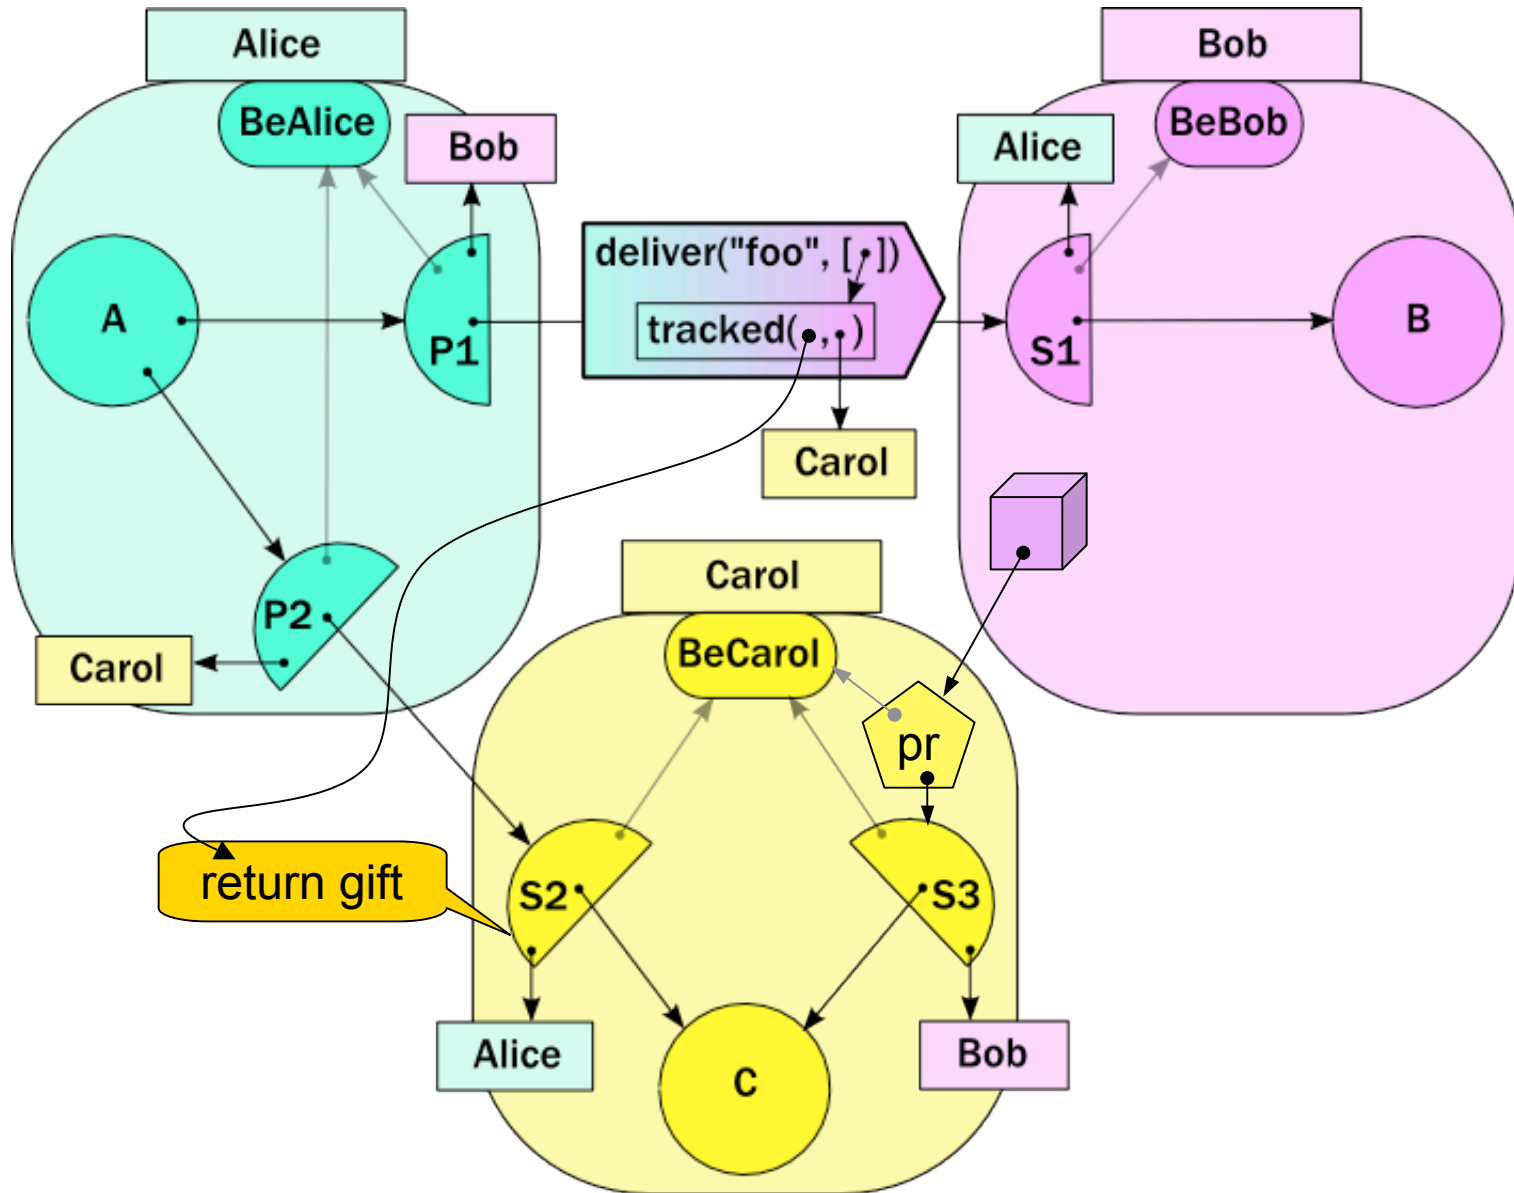 Alice
Bob
BeAlice
BeBob
Bob
Alice
deliver("foo", [ ])
A
P1
tracked( , )
S1
B
Carol
Carol
P2
Carol
BeCarol
pr
return gift
S2
S3
Alice
Bob
C